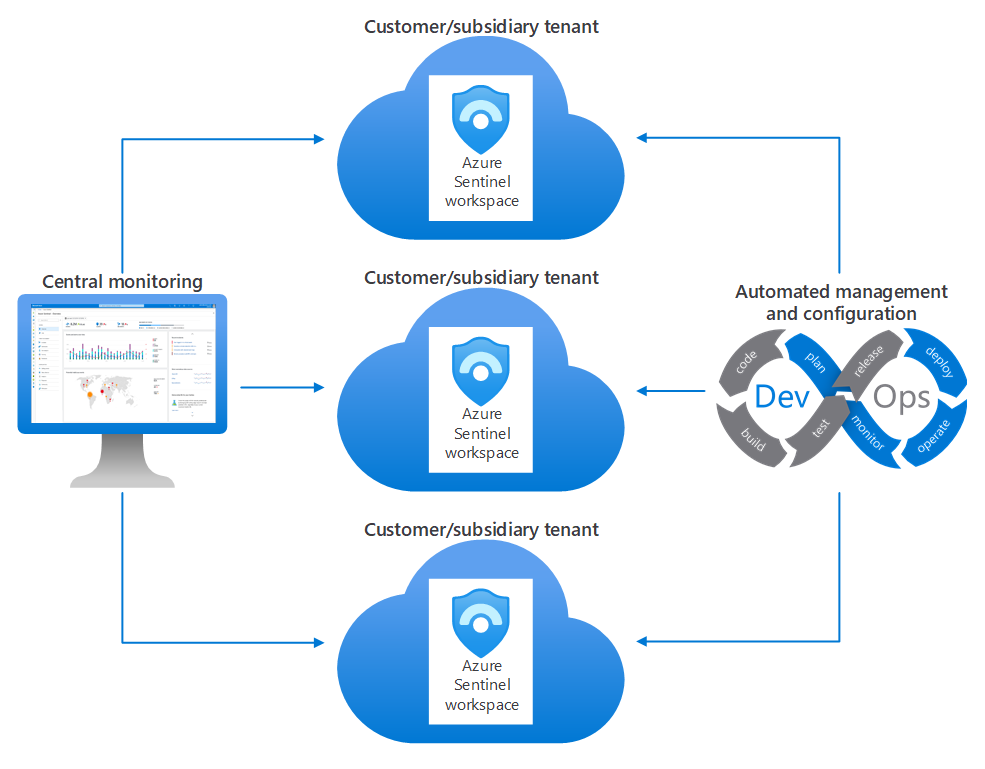 Customer/subsidiary tenant
Azure
Sentinel
workspace
Central monitoring
Customer/subsidiary tenant
Azure
Sentinel
workspace
Automated management
and configuration
code
plan
release
deploy
Dev
Ops
build
test
monitor
operate
Customer/subsidiary tenant
Azure
Sentinel
workspace